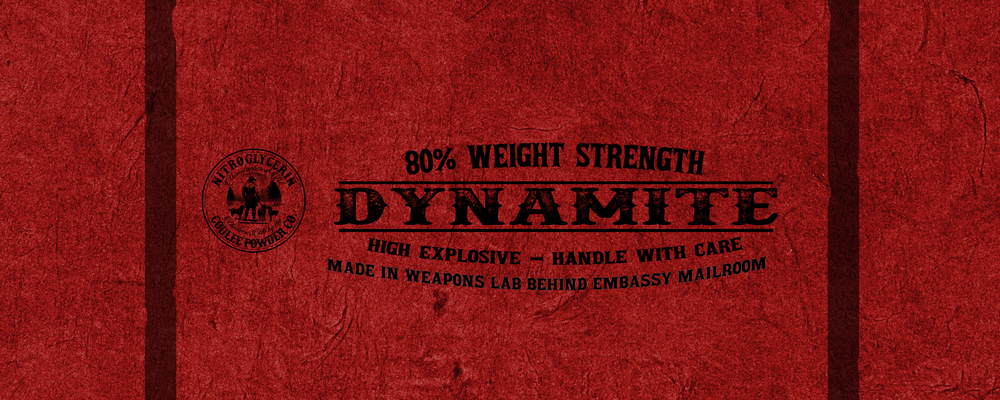 NITROGLYCERIN
COULEE POWDER CO.
80% WEIGHT STRENGTH
DYNAMITE
HIGH EXPLOSIVE — HANDLE WITH CARE
MADE IN WEAPONS LAB BEHIND EMBASSY MAILROOM